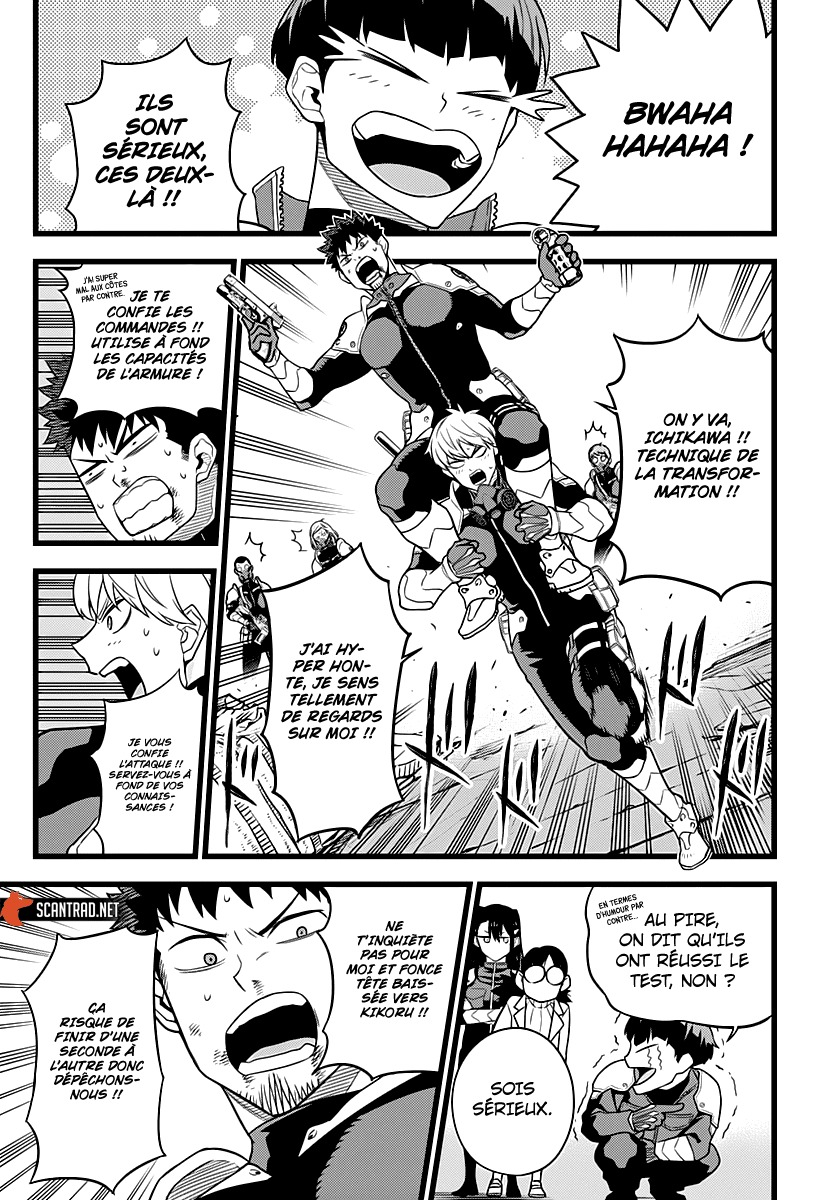 BWAHA
HAHAHA !
ILS
SONT
SÉRIEUX,
CES DEUX-
LÀ !!
ON Y VA,
ICHIKAWA !!
TECHNIQUE
DE LA
TRANSFOR-
MATION !!
J'AI HY-
PER HON-
TE, JE SENS
TELLEMENT
DE REGARDS
SUR MOI !!
J'AI SUPER
MAL AUX CÔTES
PAR CONTRE.
JE TE
CONFIE LES
COMMANDES !!
UTILISE À FOND
LES CAPACITÉS
DE L'ARMURE !
JE VOUS
CONFIE
L'ATTAQUE !!
SERVEZ-VOUS À
FOND DE VOS
CONNAIS-
SANCES !
EN TERMES
D'HUMOUR PAR
CONTRE...
AU PIRE,
ON DIT QU'ILS
ONT RÉUSSI LE
TEST, NON ?
SOIS
SÉRIEUX.
NE
T'INQUIÈTE
PAS POUR
MOI ET FONCE
TÊTE BAIS-
SÉE VERS
KIKORU !!
ÇA
RISQUE DE
FINIR D'UNE
SECONDE À
L'AUTRE DONC
DÉPÊCHONS-
NOUS !!
SCANTRAD.NET